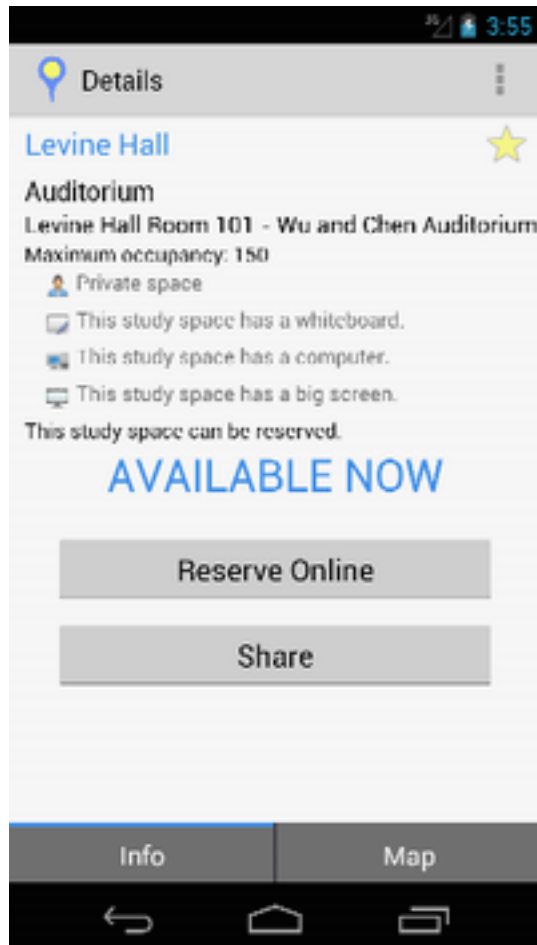 3G 3:55
Details
Levine Hall
Auditorium
Levine Hall Room 101 - Wu and Chen Auditorium
Maximum occupancy: 150
Private space
This study space has a whiteboard.
This study space has a computer.
This study space has a big screen.
This study space can be reserved.
AVAILABLE NOW
Reserve Online
Share
Info Map